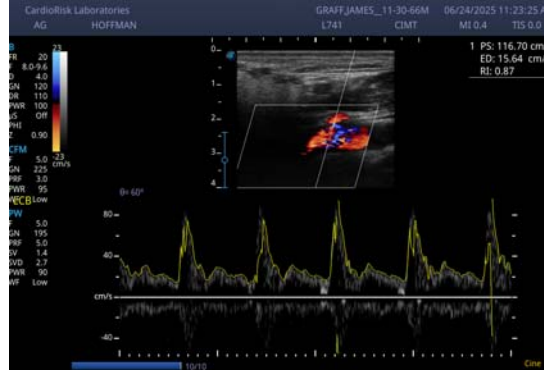 CardioRisk Laboratories GRAFF,JAMES__11-30-66M 06/24/2025 11:23:25 A
AG HOFFMAN L741 CIMT MI 0.4 TIS 0.0
B
FR 20
F 8.0-9.6
D 4.0
GN 120
DR 110
PWR 100
µS Off
PHI
Z 0.90
23
-23
cm/s
CFM
F 5.0
GN 225
PRF 3.0
PWR 95
WF Low
CCB
PW
F 5.0
GN 195
PRF 5.0
SV 1.4
SVD 2.7
PWR 90
WF Low
0
1
2
3
4
1 PS: 116.70 cm
ED: 15.64 cm/
RI: 0.87
θ= 60°
80
40
cm/s
-40
10/10
Cine